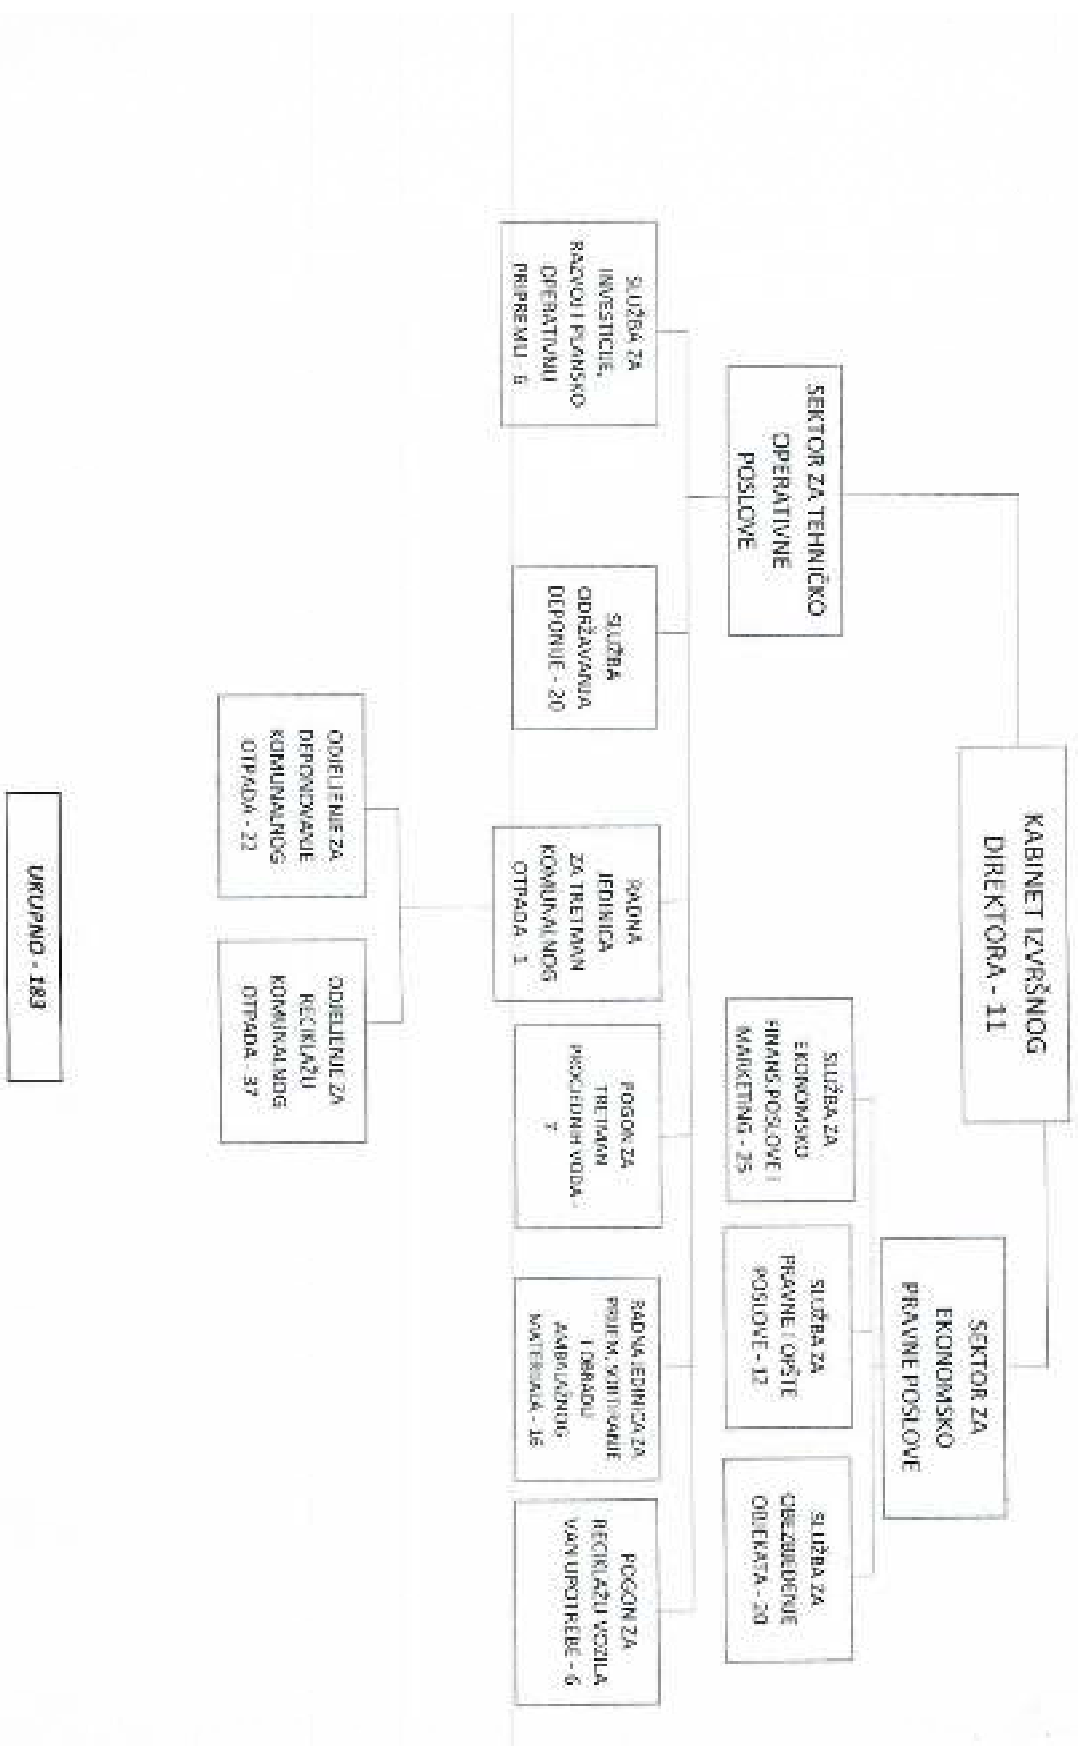 KABINET IZVRŠNOG
DIREKTORA - 11
SEKTOR ZA TEHNIČKO
OPERATIVNE
POSLOVE
SEKTOR ZA
EKONOMSKO
PRAVNE POSLOVE
SLUŽBA ZA
EKONOMSKO
FINANS.POSLOVE I
MARKETING - 25
SLUŽBA ZA
PRAVNE I OPŠTE
POSLOVE - 12
SLUŽBA ZA
OBEZBJEĐENJE
OBJEKATA - 20
SLUŽBA ZA
INVESTICIJE,
RAZVOJ I PLANSKO
OPERATIVNU
PRIPREMU - 6
SLUŽBA
ODRŽAVANJA
DEPONIJE - 20
RADNA
JEDINICA
ZA TRETMAN
KOMUNALNOG
OTPADA - 1
POGON ZA
TRETMAN
PROCJEDNIH VODA -
7
RADNA JEDINICA ZA
PRIJEM, SORTIRANJE
I OBRADU
AMBALAŽNOG
MATERIJALA - 16
POGON ZA
RECIKLAŽU VOZILA
VAN UPOTREBE - 6
ODJELJENJE ZA
DEPONOVANJE
KOMUNALNOG
OTPADA - 22
ODJELJENJE ZA
RECIKLAŽU
KOMUNALNOG
OTPADA - 37
UKUPNO - 183